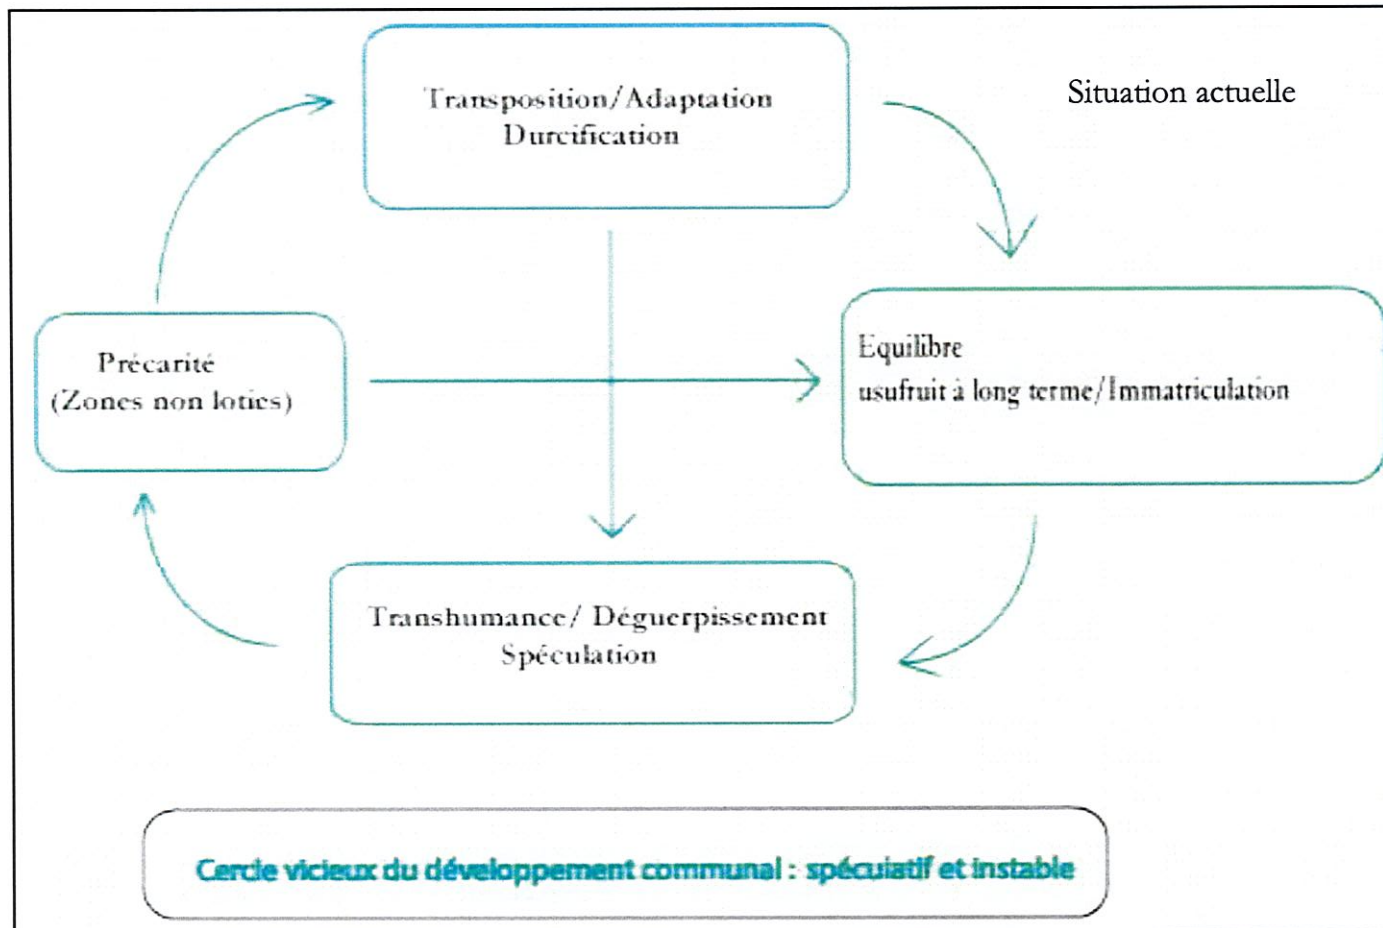 Transposition/Adaptation
Durcification
Situation actuelle
Précarité
(Zones non loties)
Equilibre
usufruit à long terme/Immatriculation
Transhumance/ Déguerpissement
Spéculation
Cercle vicieux du développement communal : spéculatif et instable